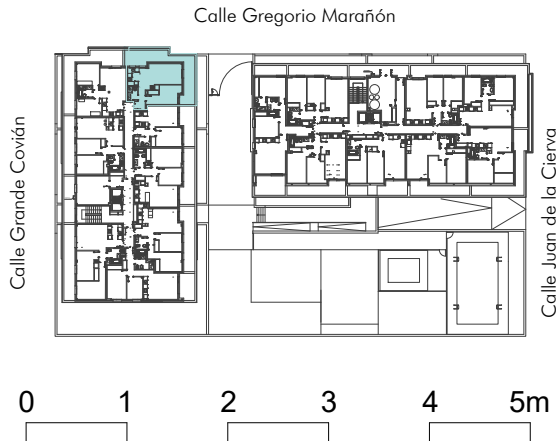 Calle Gregorio Marañón
Calle Grande Covián
Calle Juan de la Cierva
0 1 2 3 4 5m